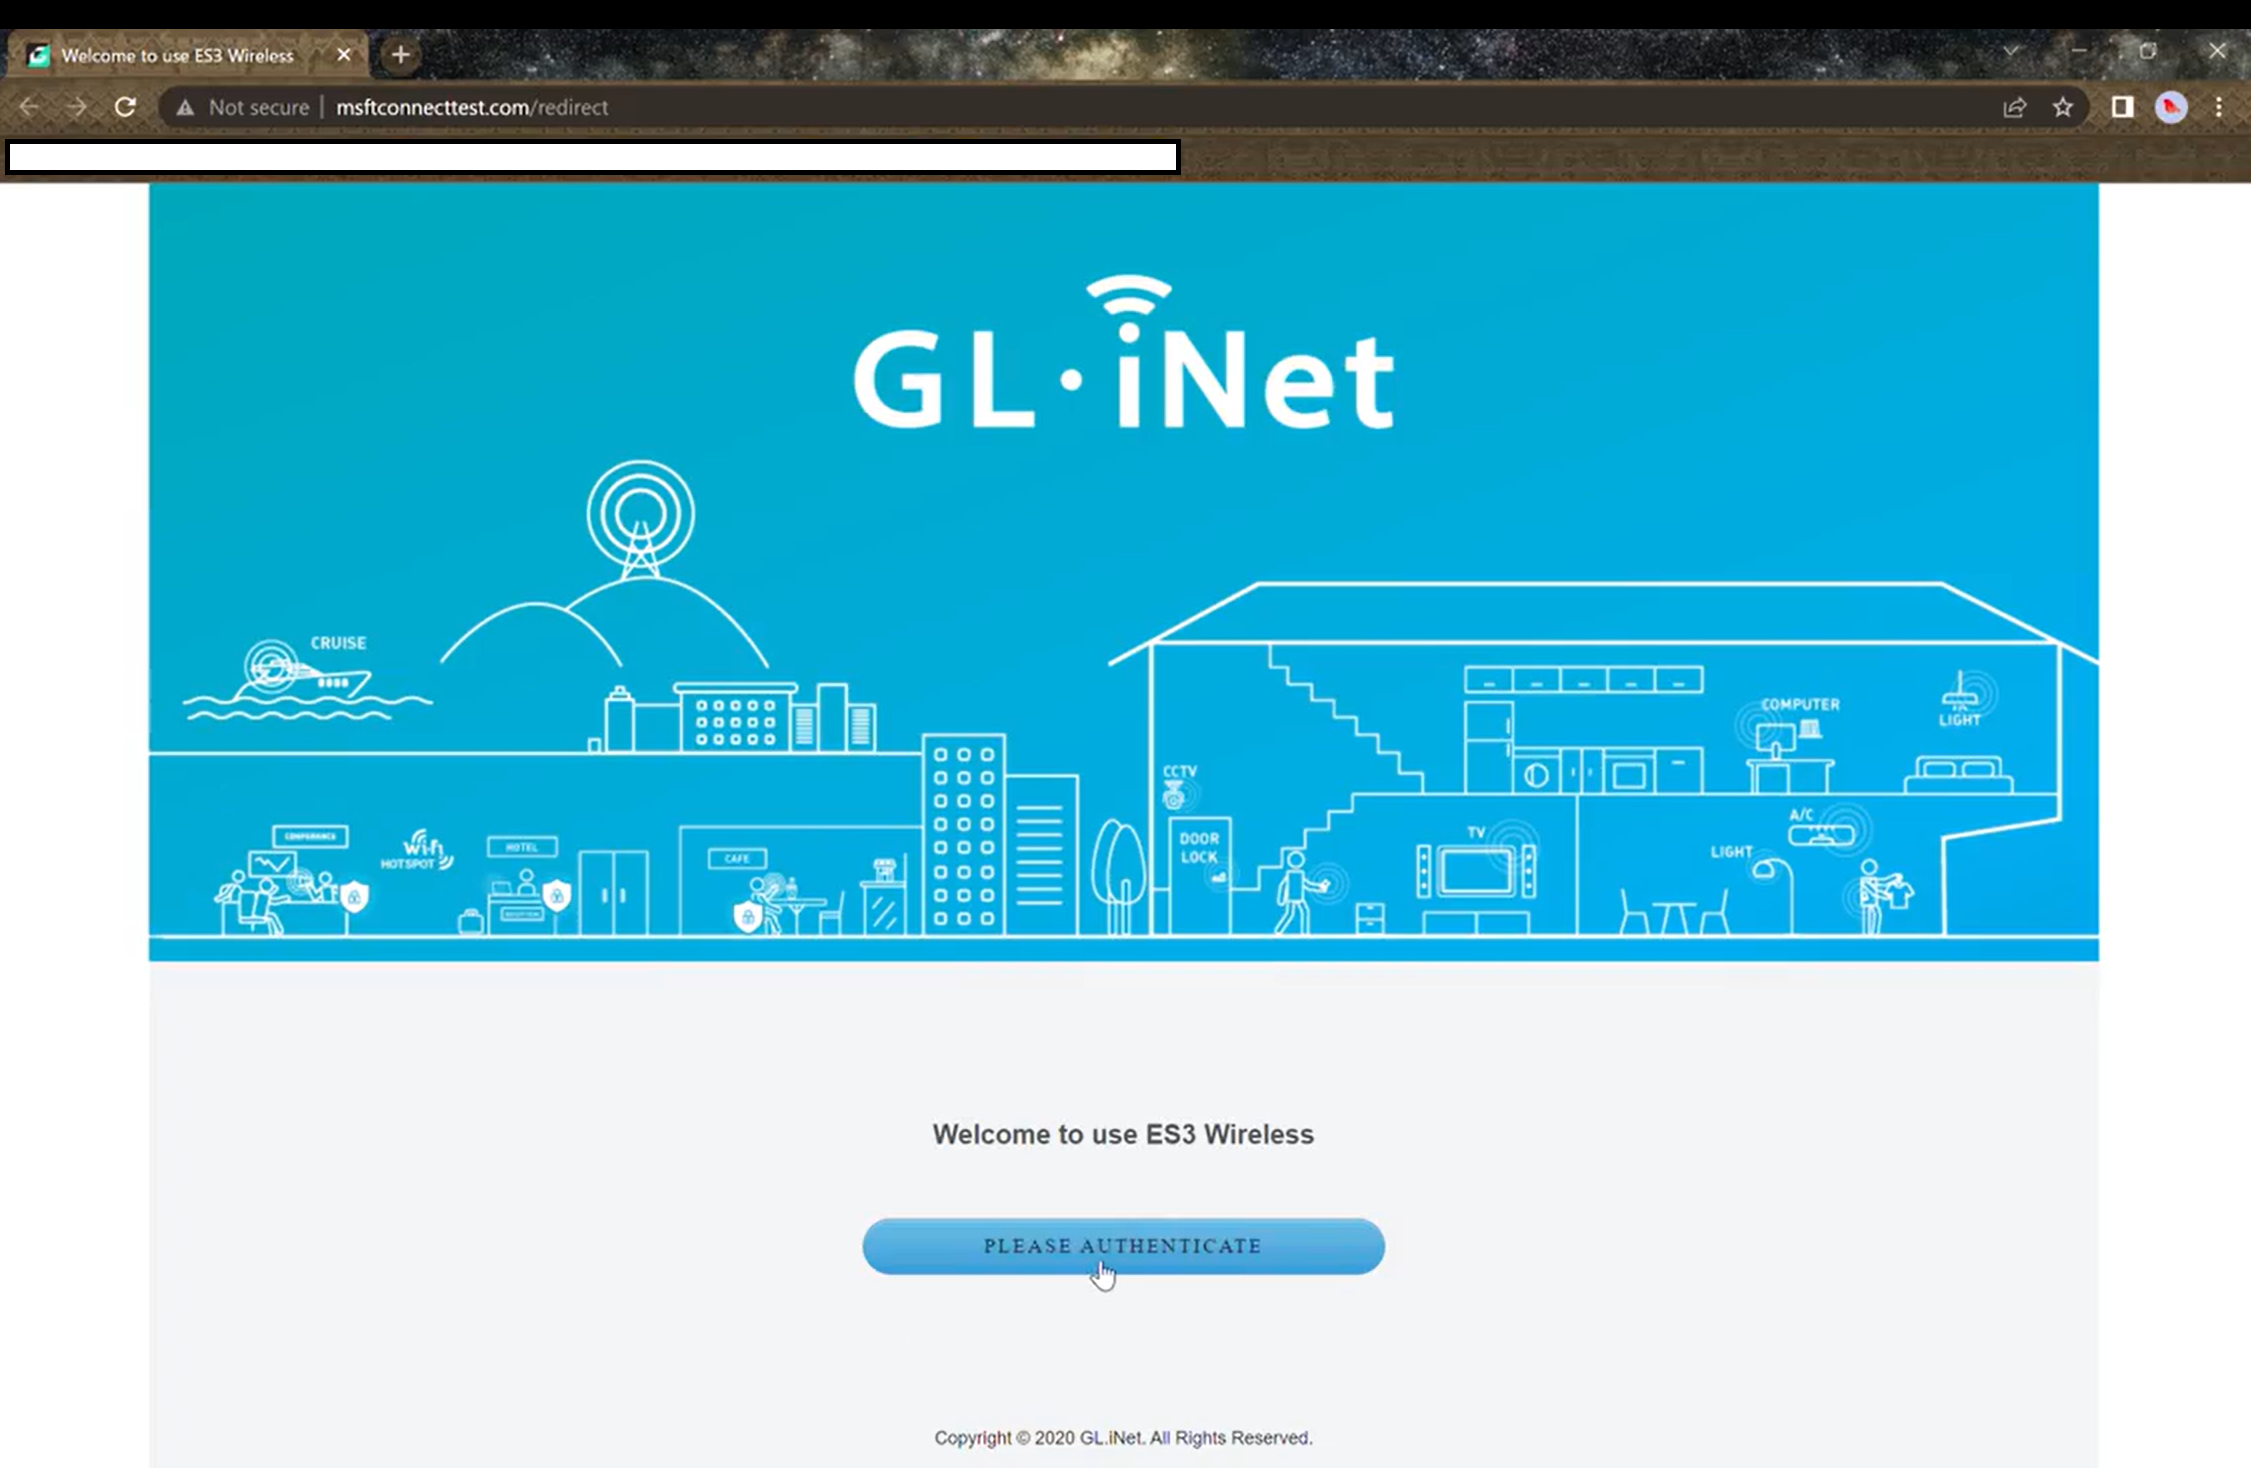 Welcome to use ES3 Wireless
Not secure | msftconnecttest.com/redirect
GL·iNet
CRUISE
COMPUTER
LIGHT
CCTV
A/C
CONFERENCE
Wi-Fi
HOTSPOT
HOTEL
CAFE
DOOR
LOCK
TV
LIGHT
Welcome to use ES3 Wireless
PLEASE AUTHENTICATE
Copyright © 2020 GL.iNet. All Rights Reserved.